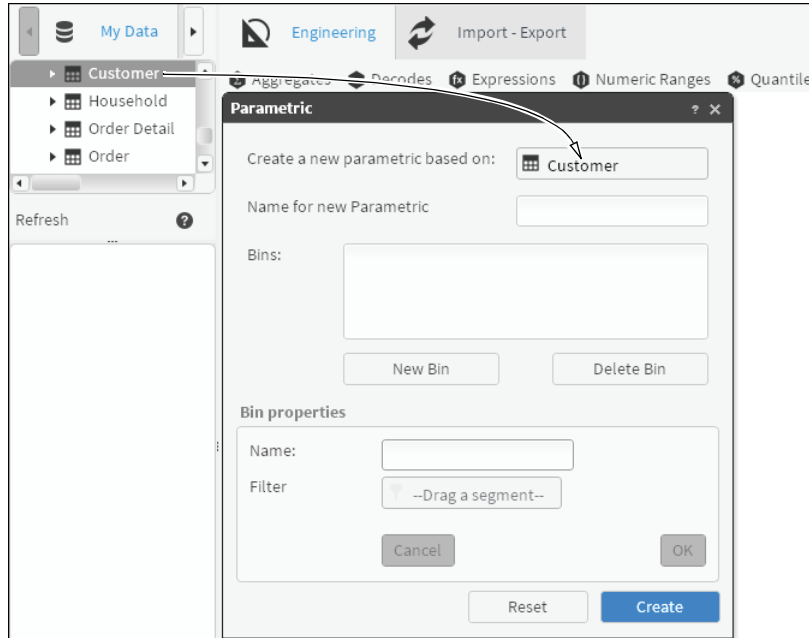 My Data
Engineering
Import - Export
Customer
Household
Order Detail
Order
Refresh
Aggregates Decodes Expressions Numeric Ranges Quantile
Parametric
Create a new parametric based on: Customer
Name for new Parametric
Bins:
New Bin Delete Bin
Bin properties
Name:
Filter --Drag a segment--
Cancel OK
Reset Create